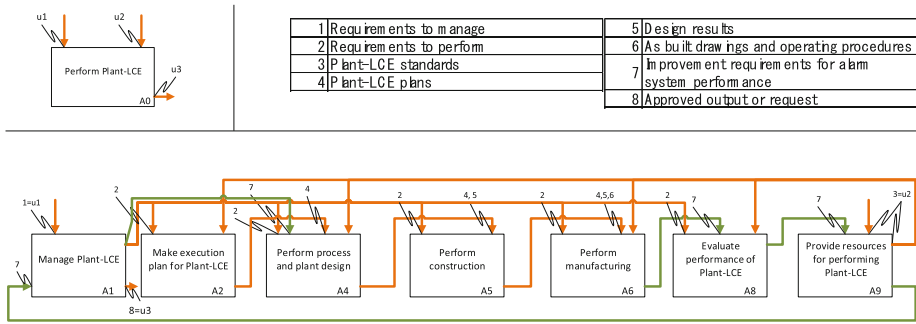 u1
u2
Perform Plant-LCE
u3
A0
1 Requirements to manage
2 Requirements to perform
3 Plant-LCE standards
4 Plant-LCE plans
5 Design results
6 As built drawings and operating procedures
7 Improvement requirements for alarm
system performance
8 Approved output or request
1=u1
2
7
4
2
2
4, 5
2
4,5,6
2
7
7
3=u2
7
Manage Plant-LCE
A1
8=u3
Make execution
plan for Plant-LCE
A2
Perform process
and plant design
A4
Perform
construction
A5
Perform
manufacturing
A6
Evaluate
performance of
Plant-LCE
A8
Provide resources
for performing
Plant-LCE
A9